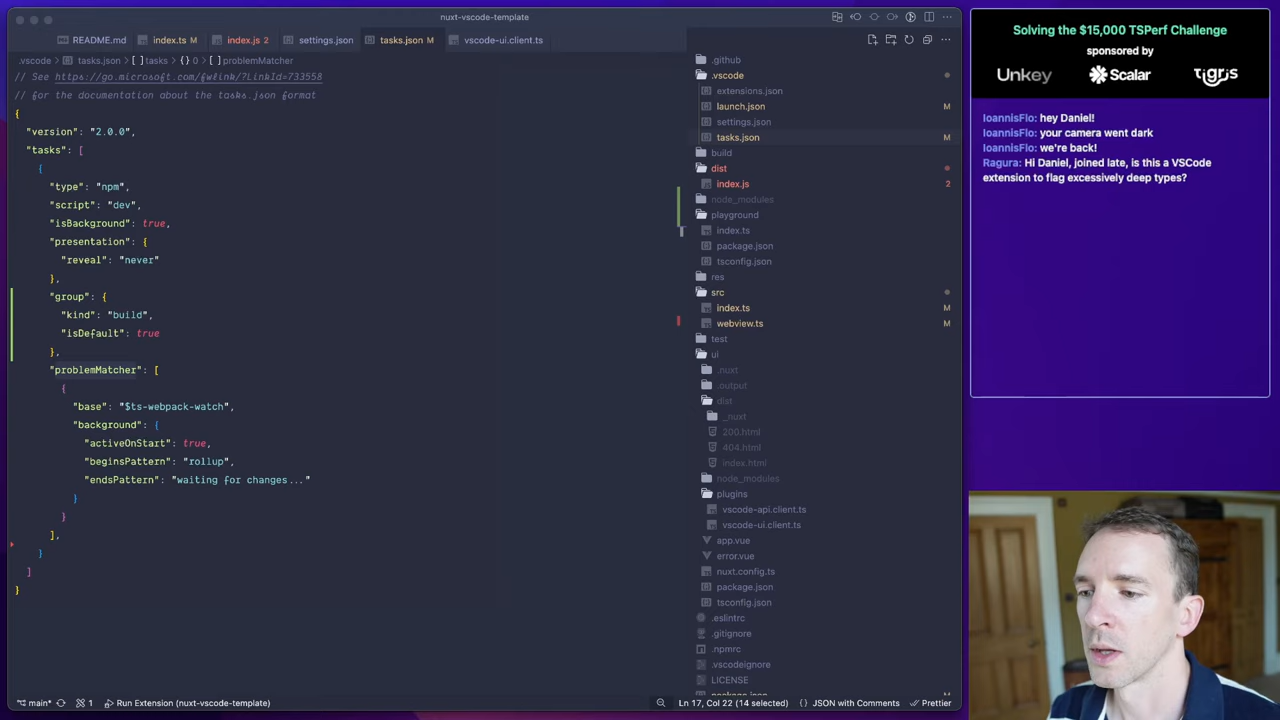 nuxt-vscode-template
README.md
index.ts M
index.js 2
settings.json
tasks.json M
vscode-ui.client.ts
.vscode > tasks.json > [ ] tasks > { } 0 > [ ] problemMatcher
// See https://go.microsoft.com/fwlink/?LinkId=733558
// for the documentation about the tasks.json format
{
"version": "2.0.0",
"tasks": [
{
"type": "npm",
"script": "dev",
"isBackground": true,
"presentation": {
"reveal": "never"
},
"group": {
"kind": "build",
"isDefault": true
},
"problemMatcher": [
{
"base": "$ts-webpack-watch",
"background": {
"activeOnStart": true,
"beginsPattern": "rollup",
"endsPattern": "waiting for changes..."
}
}
],
}
]
}
.github
.vscode
extensions.json
launch.json M
settings.json
tasks.json M
build
dist
index.js 2
node_modules
playground
index.ts
package.json
tsconfig.json
res
src
index.ts M
webview.ts M
test
ui
.nuxt
.output
dist
_nuxt
200.html
404.html
index.html
node_modules
plugins
vscode-api.client.ts
vscode-ui.client.ts
app.vue
error.vue
nuxt.config.ts
package.json
tsconfig.json
.eslintrc
.gitignore
.npmrc
.vscodeignore
LICENSE
package.json
main*
1
Run Extension (nuxt-vscode-template)
Ln 17, Col 22 (14 selected)
{ } JSON with Comments
Prettier
Solving the $15,000 TSPerf Challenge
sponsored by
Unkey
Scalar
tigris
IoannisFlo: hey Daniel!
IoannisFlo: your camera went dark
IoannisFlo: we're back!
Ragura: Hi Daniel, joined late, is this a VSCode
extension to flag excessively deep types?